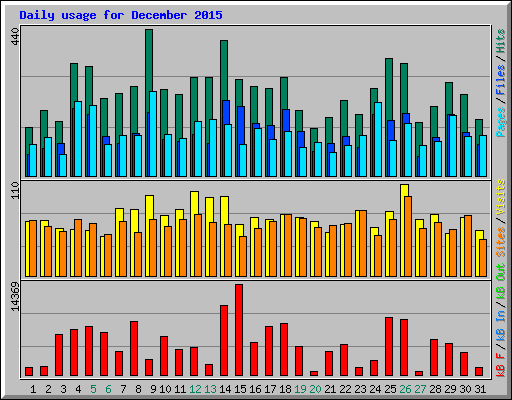 Daily usage for December 2015
440
Pages / Files / Hits
110
Sites / Visits
14369
kB F / kB In / kB Out
1 2 3 4 5 6 7 8 9 10 11 12 13 14 15 16 17 18 19 20 21 22 23 24 25 26 27 28 29 30 31